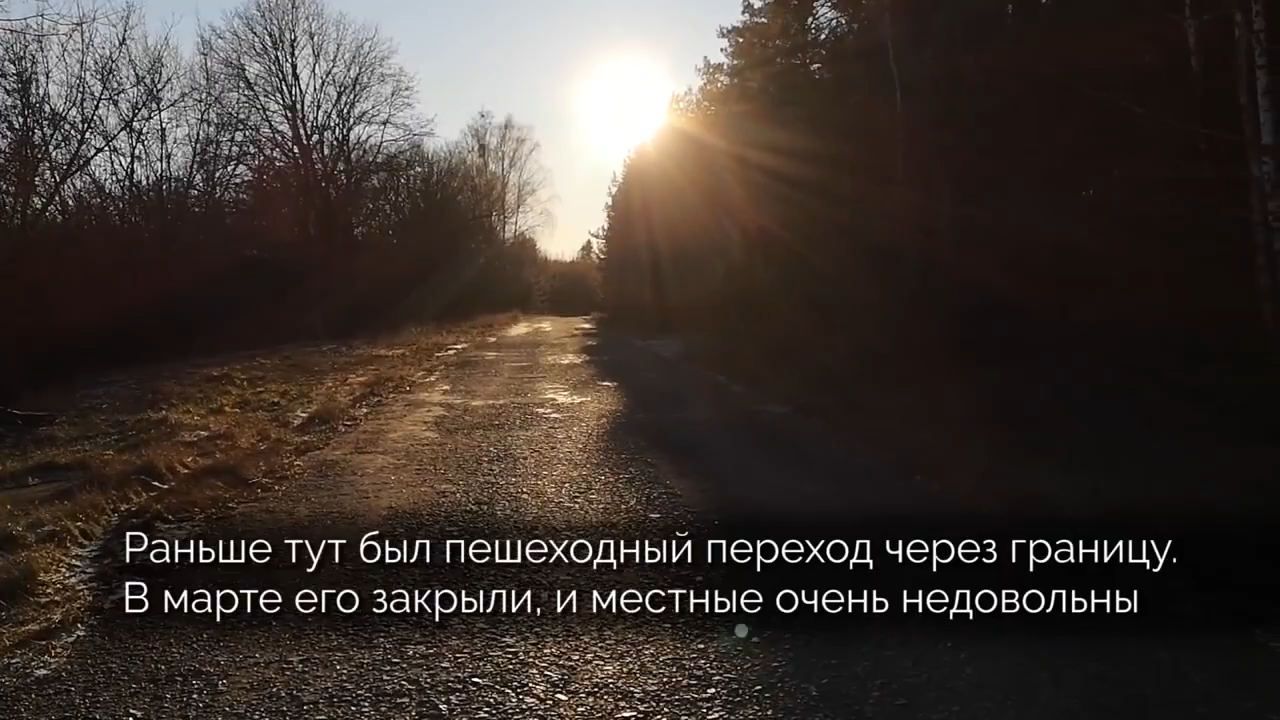 Раньше тут был пешеходный переход через границу.
В марте его закрыли, и местные очень недовольны